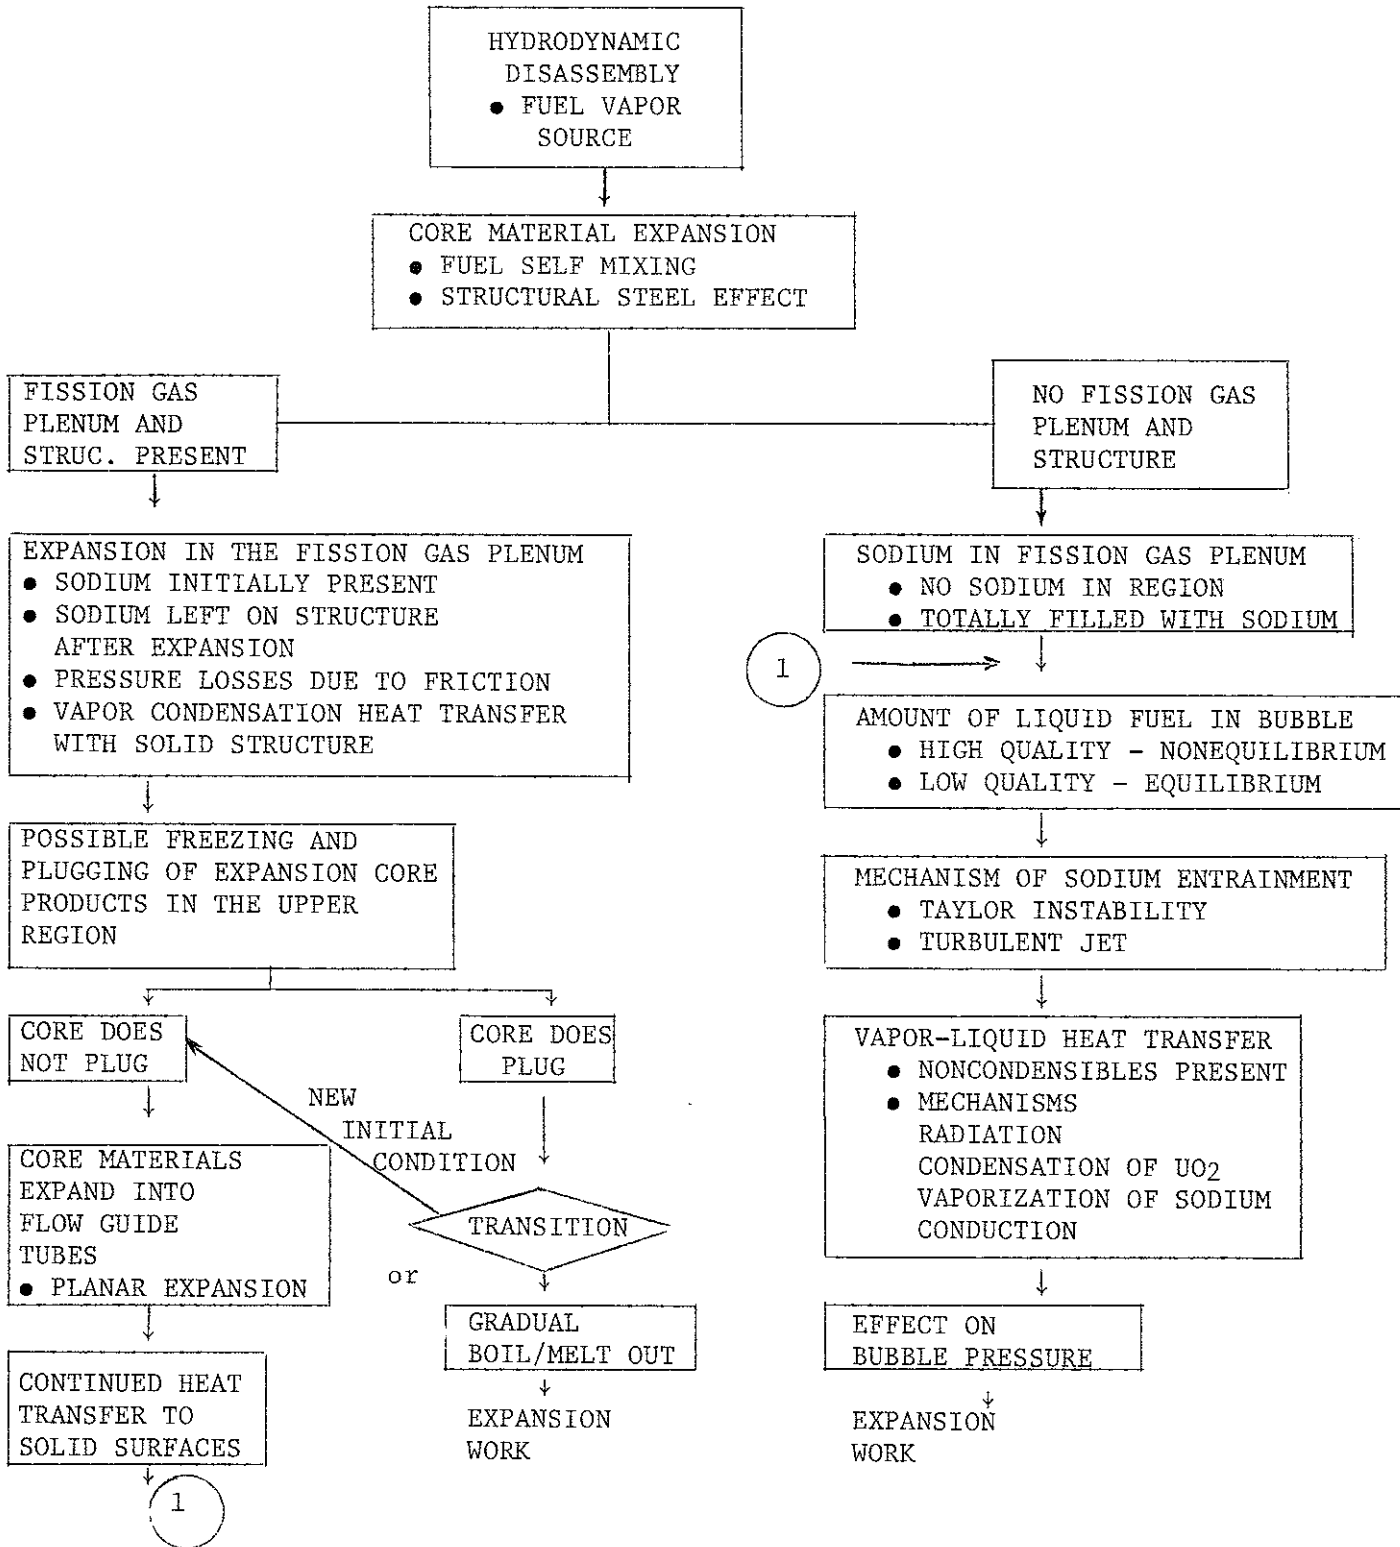 HYDRODYNAMIC
DISASSEMBLY
● FUEL VAPOR
SOURCE
CORE MATERIAL EXPANSION
● FUEL SELF MIXING
● STRUCTURAL STEEL EFFECT
FISSION GAS
PLENUM AND
STRUC. PRESENT
NO FISSION GAS
PLENUM AND
STRUCTURE
EXPANSION IN THE FISSION GAS PLENUM
● SODIUM INITIALLY PRESENT
● SODIUM LEFT ON STRUCTURE
AFTER EXPANSION
● PRESSURE LOSSES DUE TO FRICTION
● VAPOR CONDENSATION HEAT TRANSFER
WITH SOLID STRUCTURE
SODIUM IN FISSION GAS PLENUM
● NO SODIUM IN REGION
● TOTALLY FILLED WITH SODIUM
1
AMOUNT OF LIQUID FUEL IN BUBBLE
● HIGH QUALITY - NONEQUILIBRIUM
● LOW QUALITY - EQUILIBRIUM
POSSIBLE FREEZING AND
PLUGGING OF EXPANSION CORE
PRODUCTS IN THE UPPER
REGION
MECHANISM OF SODIUM ENTRAINMENT
● TAYLOR INSTABILITY
● TURBULENT JET
CORE DOES
NOT PLUG
CORE DOES
PLUG
NEW
INITIAL
CONDITION
VAPOR-LIQUID HEAT TRANSFER
● NONCONDENSIBLES PRESENT
● MECHANISMS
RADIATION
CONDENSATION OF UO2
VAPORIZATION OF SODIUM
CONDUCTION
CORE MATERIALS
EXPAND INTO
FLOW GUIDE
TUBES
● PLANAR EXPANSION
TRANSITION
or
GRADUAL
BOIL/MELT OUT
EFFECT ON
BUBBLE PRESSURE
CONTINUED HEAT
TRANSFER TO
SOLID SURFACES
EXPANSION
WORK
EXPANSION
WORK
1